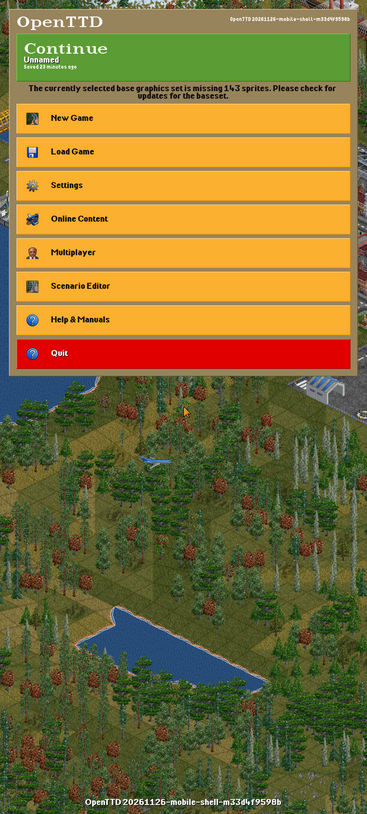 OpenTTD
OpenTTD 20261126-mobile-shell-m33d4f9598b
Continue
Unnamed
Saved 23 minutes ago
The currently selected base graphics set is missing 143 sprites. Please check for
updates for the baseset.
New Game
Load Game
Settings
Online Content
Multiplayer
Scenario Editor
Help & Manuals
Quit
OpenTTD 20261126-mobile-shell-m33d4f9598b